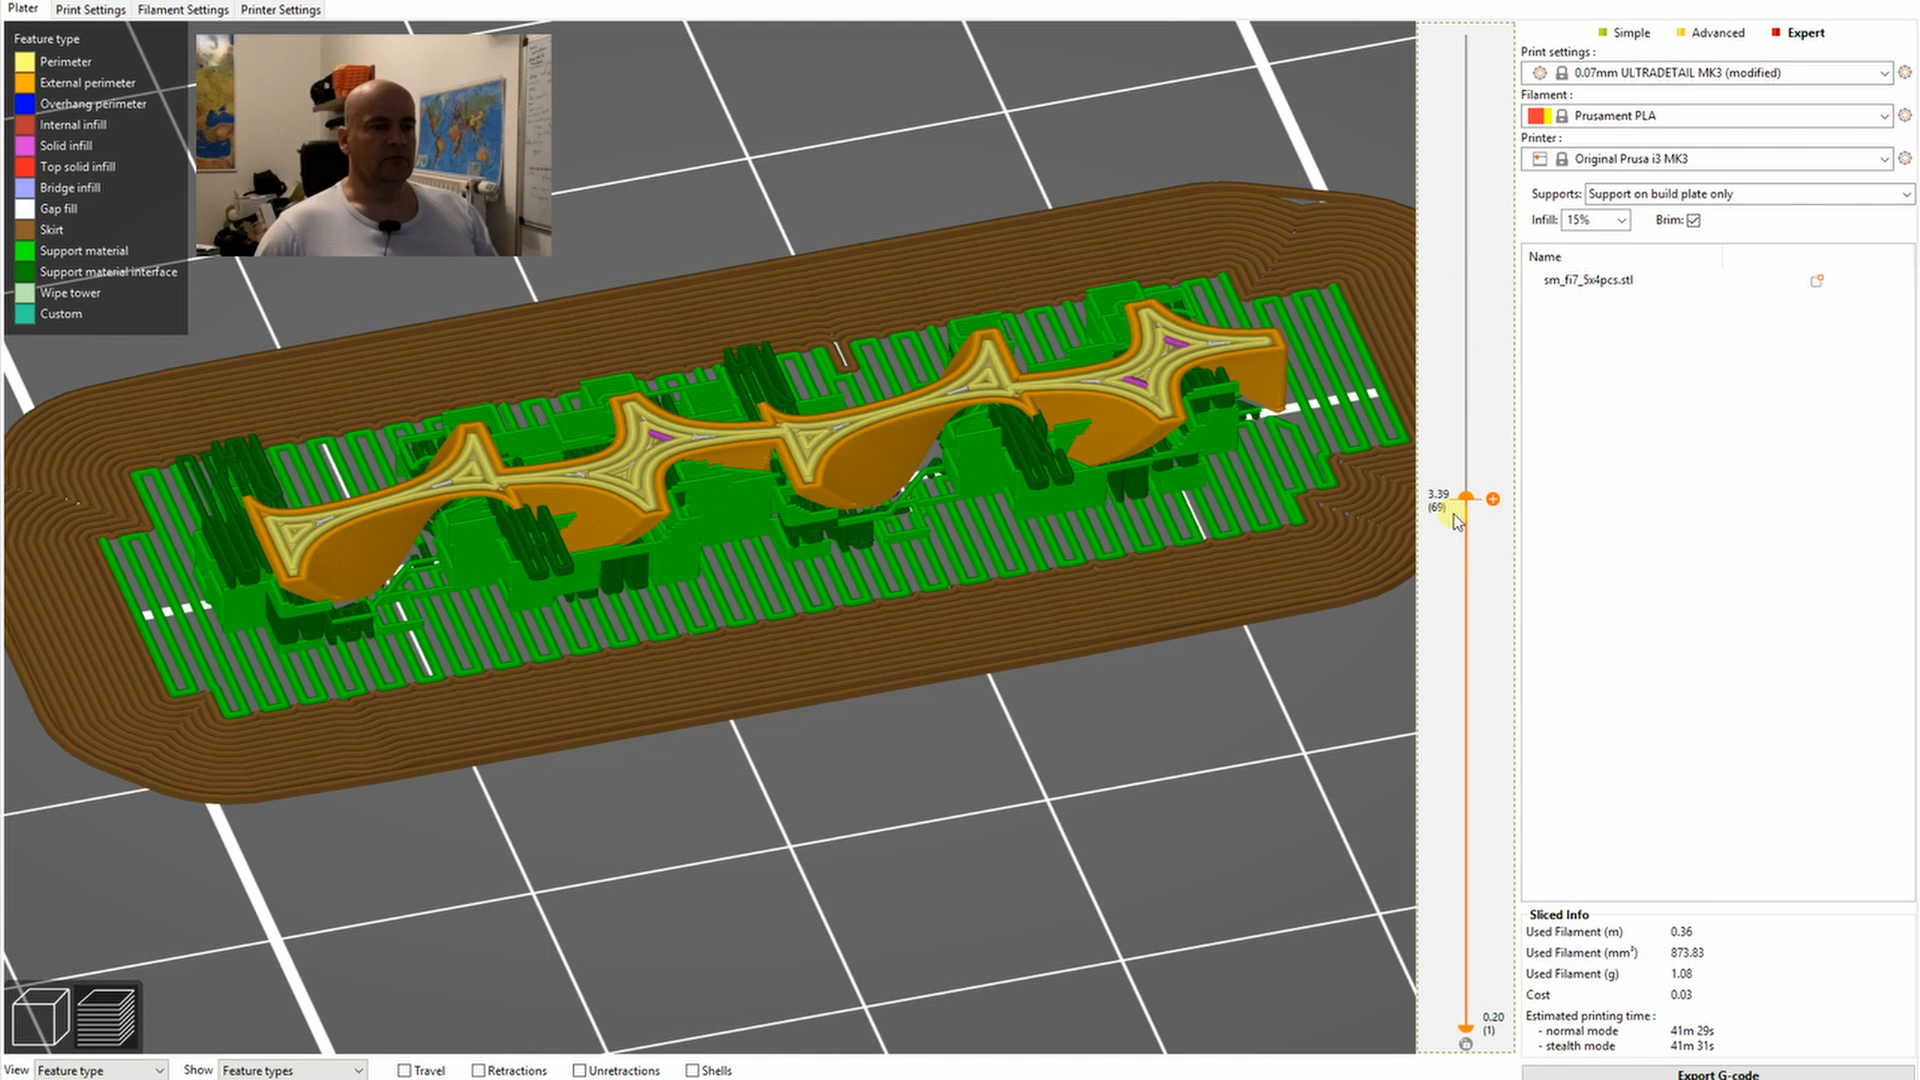 Plater Print Settings Filament Settings Printer Settings
Feature type
Perimeter
External perimeter
Overhang perimeter
Internal infill
Solid infill
Top solid infill
Bridge infill
Gap fill
Skirt
Support material
Support material interface
Wipe tower
Custom
3.39
(69)
0.20
(1)
Simple Advanced Expert
Print settings :
0.07mm ULTRADETAIL MK3 (modified)
Filament :
Prusament PLA
Printer :
Original Prusa i3 MK3
Supports: Support on build plate only
Infill: 15% Brim:
Name
sm_fi7_5x4pcs.stl
Sliced Info
Used Filament (m) 0.36
Used Filament (mm³) 873.83
Used Filament (g) 1.08
Cost 0.03
Estimated printing time :
- normal mode 41m 29s
- stealth mode 41m 31s
Export G-code
View Feature type Show Feature types Travel Retractions Unretractions Shells